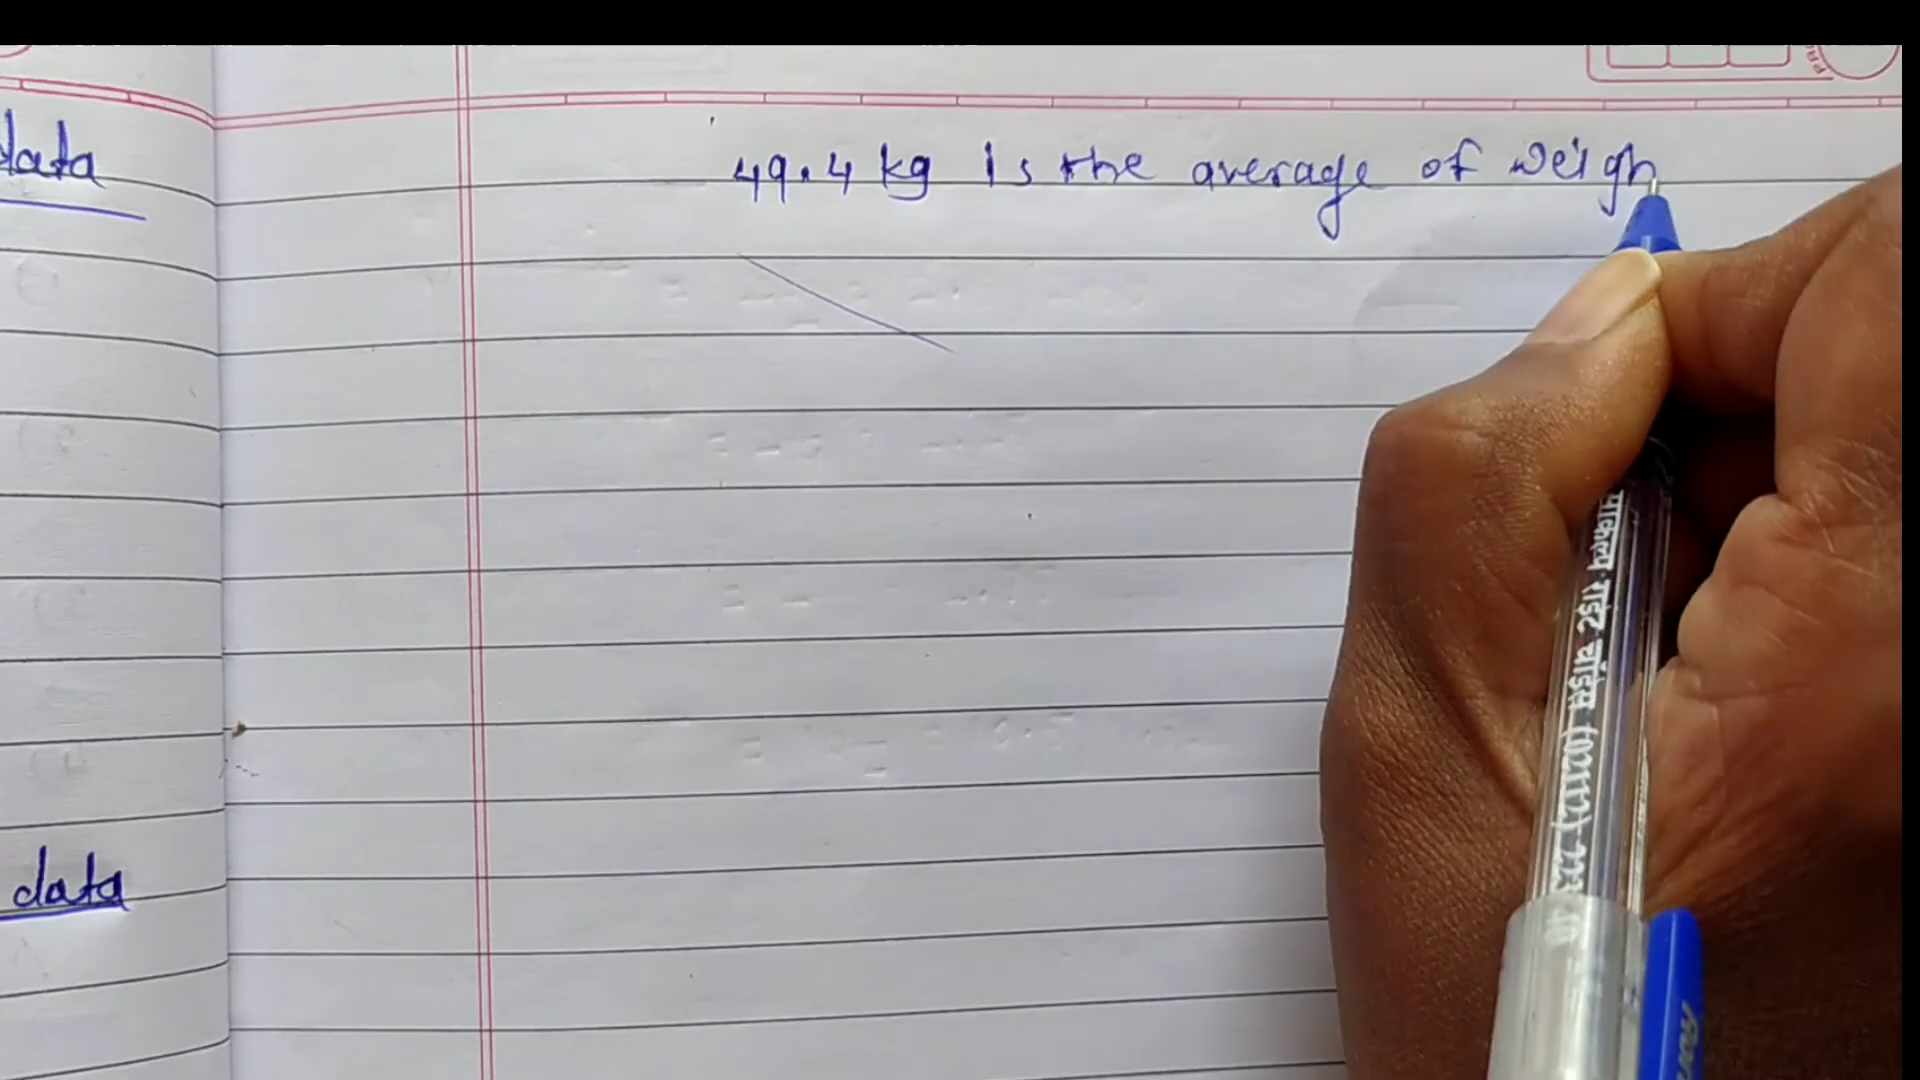 data
49.4 kg is the average of weigh
data